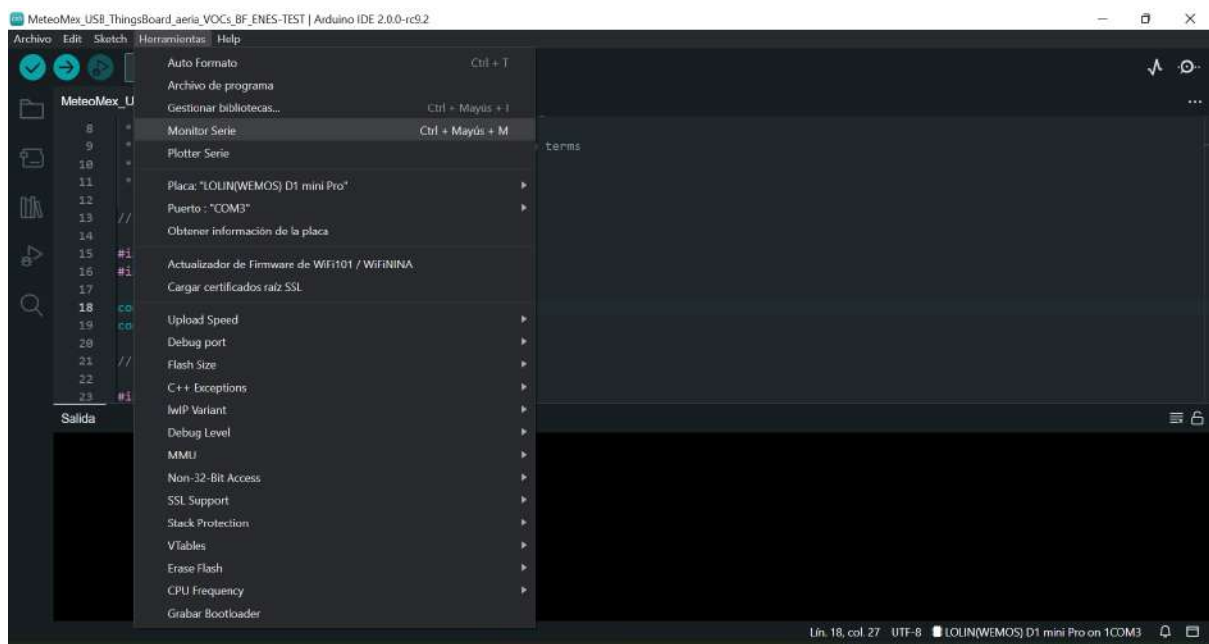 MeteoMex_USB_ThingsBoard_aeria_VOCs_BF_ENES-TEST | Arduino IDE 2.0.0-rc9.2
Archivo Edit Sketch Herramientas Help
MeteoMex_U
Auto Formato Ctrl + T
Archivo de programa
Gestionar bibliotecas... Ctrl + Mayús + I
Monitor Serie Ctrl + Mayús + M
Plotter Serie
Placa: "LOLIN(WEMOS) D1 mini Pro"
Puerto : "COM3"
Obtener información de la placa
Actualizador de Firmware de WiFi101 / WiFiNINA
Cargar certificados raíz SSL
Upload Speed
Debug port
Flash Size
C++ Exceptions
lwIP Variant
Debug Level
MMU
Non-32-Bit Access
SSL Support
Stack Protection
VTables
Erase Flash
CPU Frequency
Grabar Bootloader
8 *
9 * terms
10 *
11 *
12
13 //
14
15 #i
16 #i
17
18 co
19 co
20
21 //
22
23 #i
Salida
Lín. 18, col. 27 UTF-8 LOLIN(WEMOS) D1 mini Pro on 1COM3